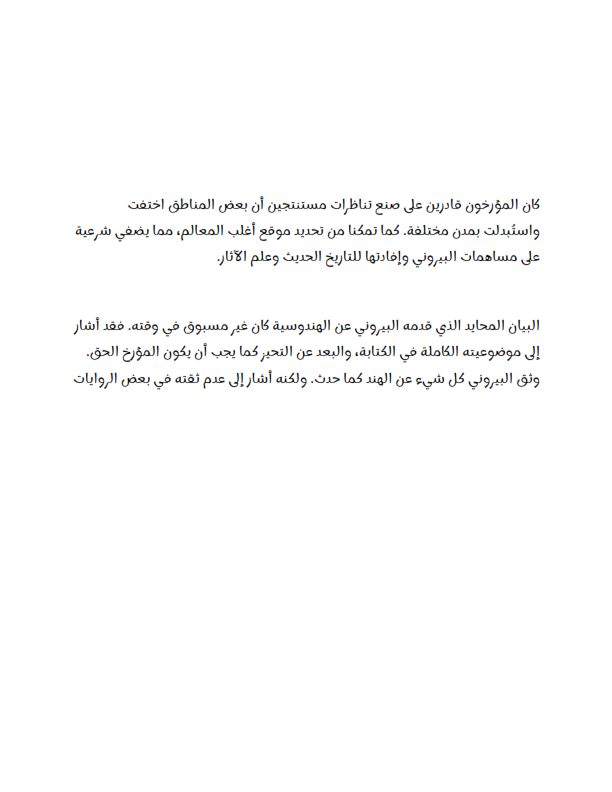 كان المؤرخون قادرين على صنع تناظرات مستنتجين أن بعض المناطق اختفت
واستُبدلت بمدن مختلفة. كما تمكنا من تحديد موقع أغلب المعالم، مما يضفي شرعية
على مساهمات البيروني وإفادتها للتاريخ الحديث وعلم الآثار.
البيان المحايد الذي قدمه البيروني عن الهندوسية كان غير مسبوق في وقته. فقد أشار
إلى موضوعيته الكاملة في الكتابة، والبعد عن التحيز كما يجب أن يكون المؤرخ الحق.
وثق البيروني كل شيء عن الهند كما حدث. ولكنه أشار إلى عدم ثقته في بعض الروايات